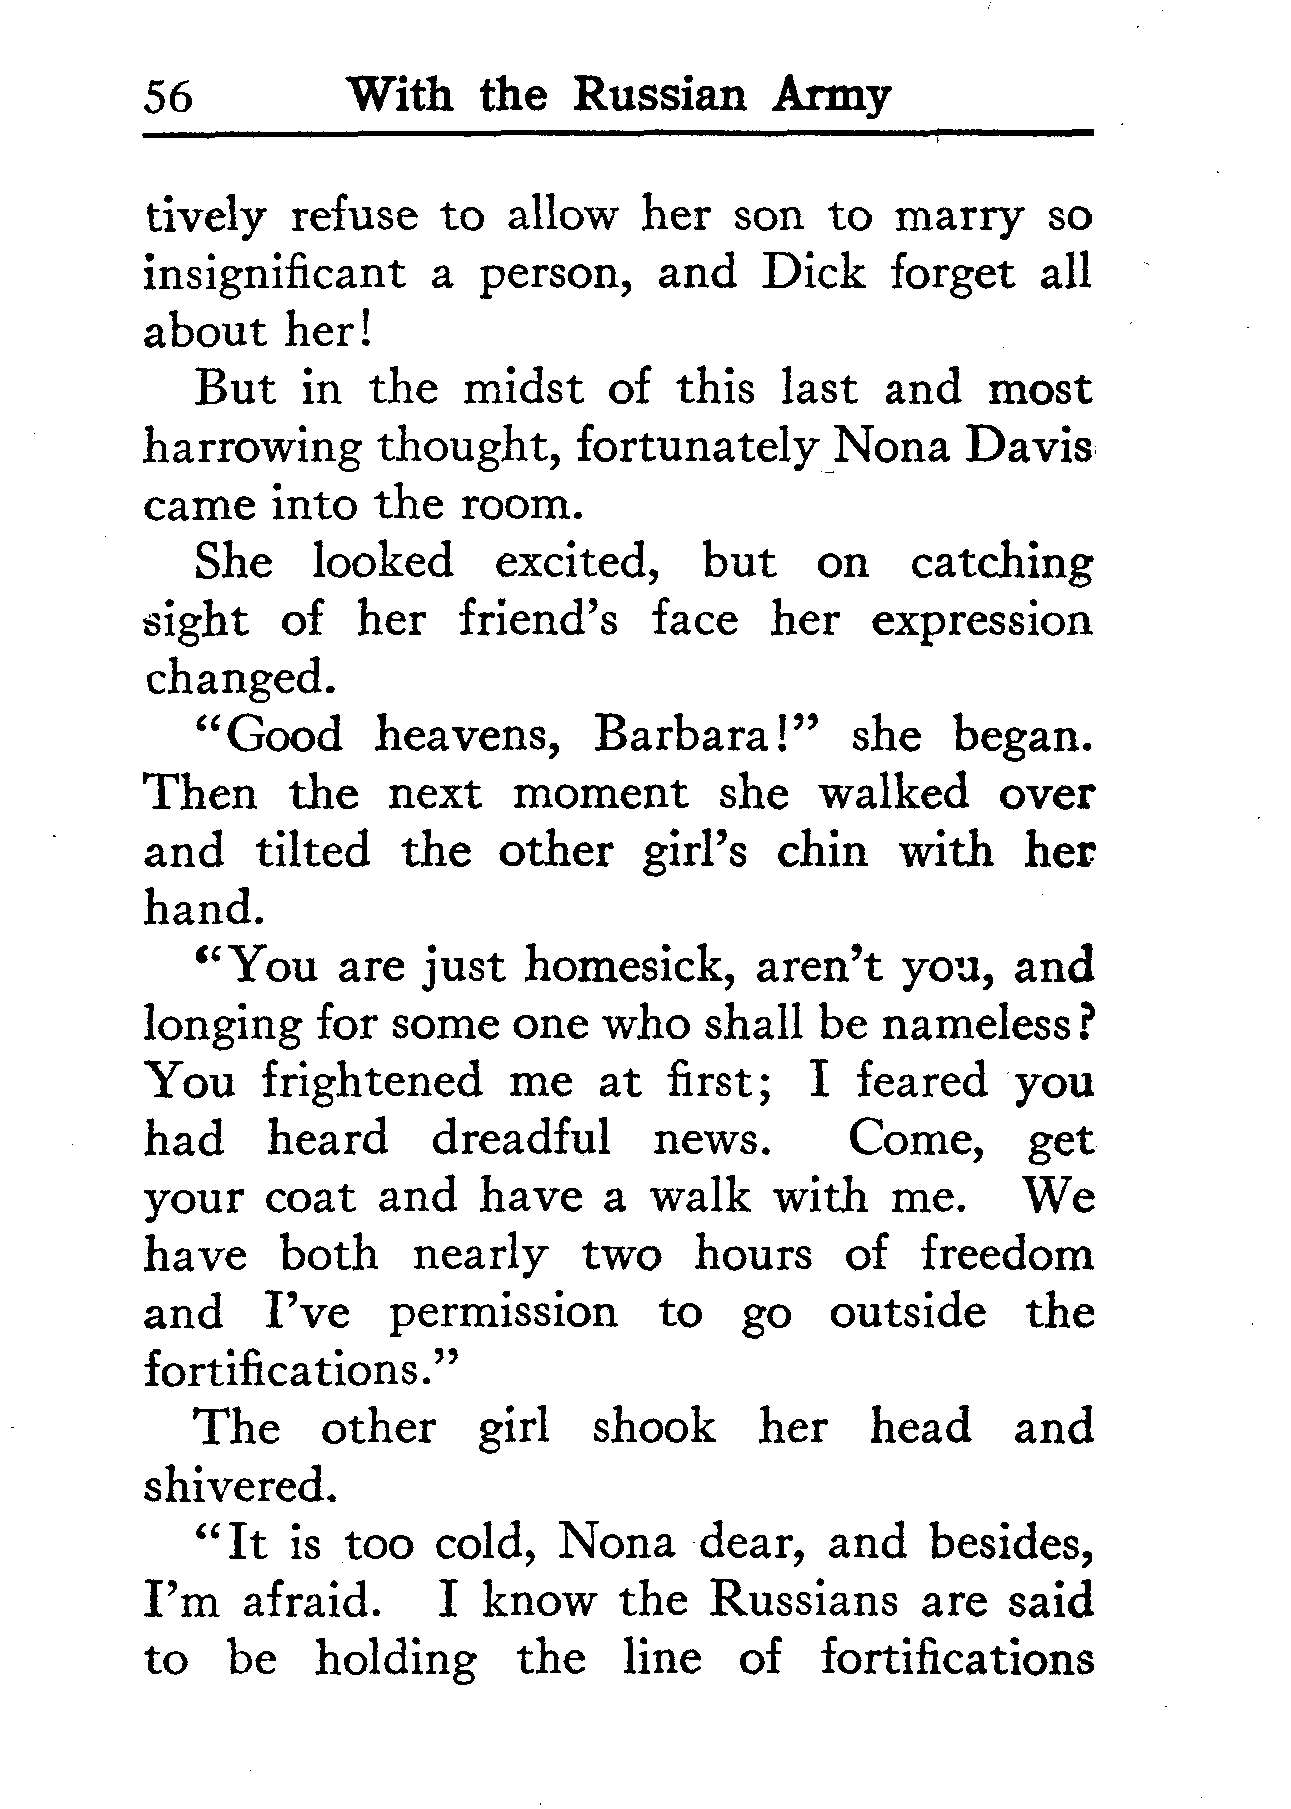 56 With the Russian Army
tively refuse to allow her son to marry so
insignificant a person, and Dick forget all
about her!
But in the midst of this last and most
harrowing thought, fortunately Nona Davis
came into the room.
She looked excited, but on catching
sight of her friend's face her expression
changed.
"Good heavens, Barbara!" she began.
Then the next moment she walked over
and tilted the other girl's chin with her
hand.
"You are just homesick, aren't you, and
longing for some one who shall be nameless?
You frightened me at first; I feared you
had heard dreadful news. Come, get
your coat and have a walk with me. We
have both nearly two hours of freedom
and I've permission to go outside the
fortifications."
The other girl shook her head and
shivered.
"It is too cold, Nona dear, and besides,
I'm afraid. I know the Russians are said
to be holding the line of fortifications